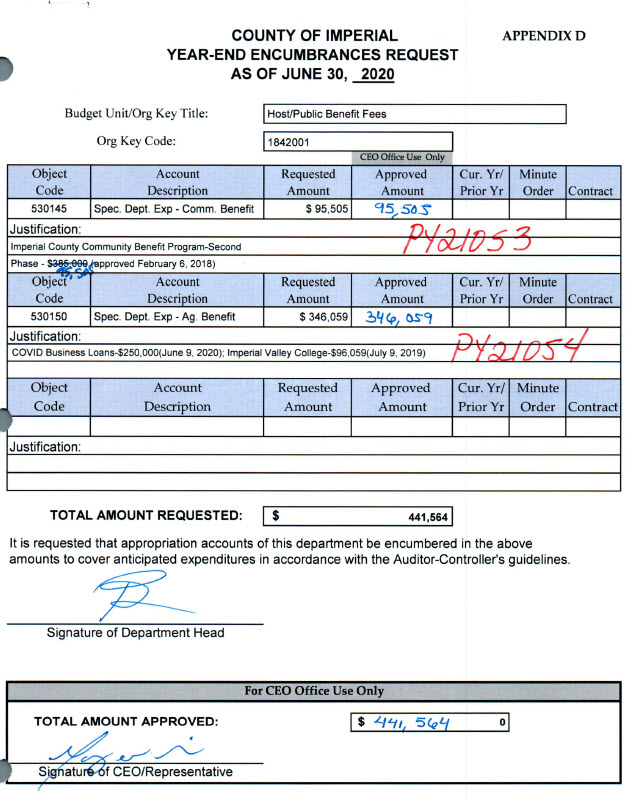 COUNTY OF IMPERIAL
APPENDIX D
YEAR-END ENCUMBRANCES REQUEST
AS OF JUNE 30, 2020
Budget Unit/Org Key Title: Host/Public Benefit Fees
Org Key Code: 1842001
CEO Office Use Only
Object Code Account Description Requested Amount Approved Amount Cur. Yr/ Prior Yr Minute Order Contract
530145 Spec. Dept. Exp - Comm. Benefit $ 95,505 95,505
Justification:
PY21053
Imperial County Community Benefit Program-Second
Phase - $385,000 (approved February 6, 2018)
95,505
Object Code Account Description Requested Amount Approved Amount Cur. Yr/ Prior Yr Minute Order Contract
530150 Spec. Dept. Exp - Ag. Benefit $ 346,059 346,059
Justification:
PY21054
COVID Business Loans-$250,000(June 9, 2020); Imperial Valley College-$96,059(July 9, 2019)
Object Code Account Description Requested Amount Approved Amount Cur. Yr/ Prior Yr Minute Order Contract
Justification:
TOTAL AMOUNT REQUESTED: $ 441,564
It is requested that appropriation accounts of this department be encumbered in the above
amounts to cover anticipated expenditures in accordance with the Auditor-Controller's guidelines.
Signature of Department Head
For CEO Office Use Only
TOTAL AMOUNT APPROVED: $ 441,564 0
Signature of CEO/Representative